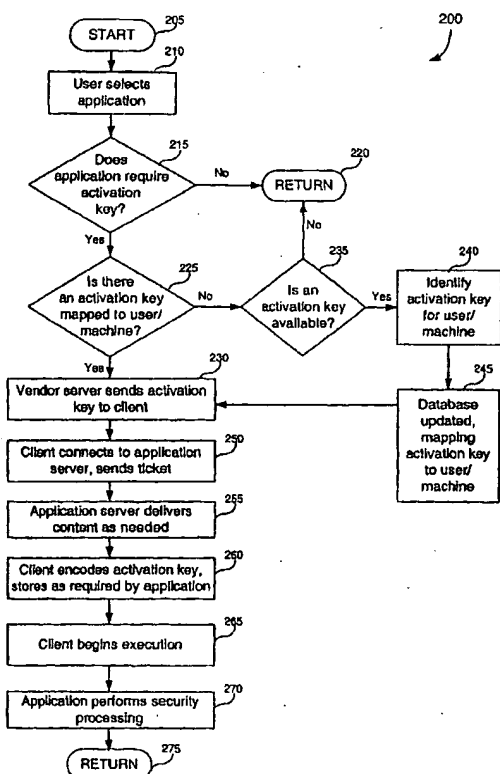 START
205
200
210
User selects
application
215
Does
application require
activation
key?
No
220
RETURN
Yes
No
225
Is there
an activation key
mapped to user/
machine?
No
235
Is an
activation key
available?
Yes
240
Identify
activation key
for user/
machine
Yes
230
Vendor server sends activation
key to client
245
Database
updated,
mapping
activation key
to user/
machine
250
Client connects to application
server, sends ticket
255
Application server delivers
content as needed
260
Client encodes activation key,
stores as required by application
265
Client begins execution
270
Application performs security
processing
275
RETURN